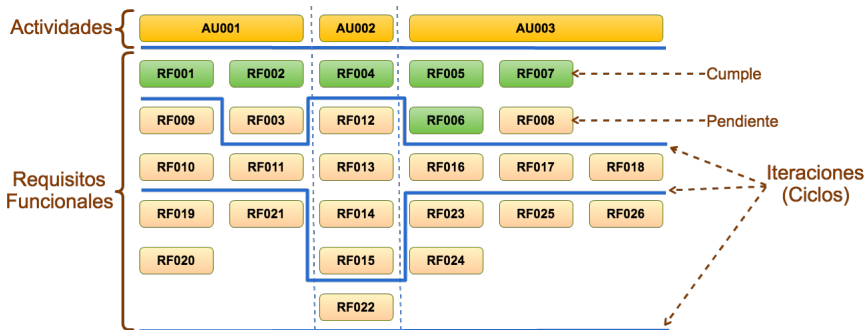 Actividades
AU001 AU002 AU003
RF001 RF002 RF004 RF005 RF007
Cumple
RF009 RF003 RF012 RF006 RF008
Pendiente
RF010 RF011 RF013 RF016 RF017 RF018
Requisitos
Funcionales
Iteraciones
(Ciclos)
RF019 RF021 RF014 RF023 RF025 RF026
RF020 RF015 RF024
RF022